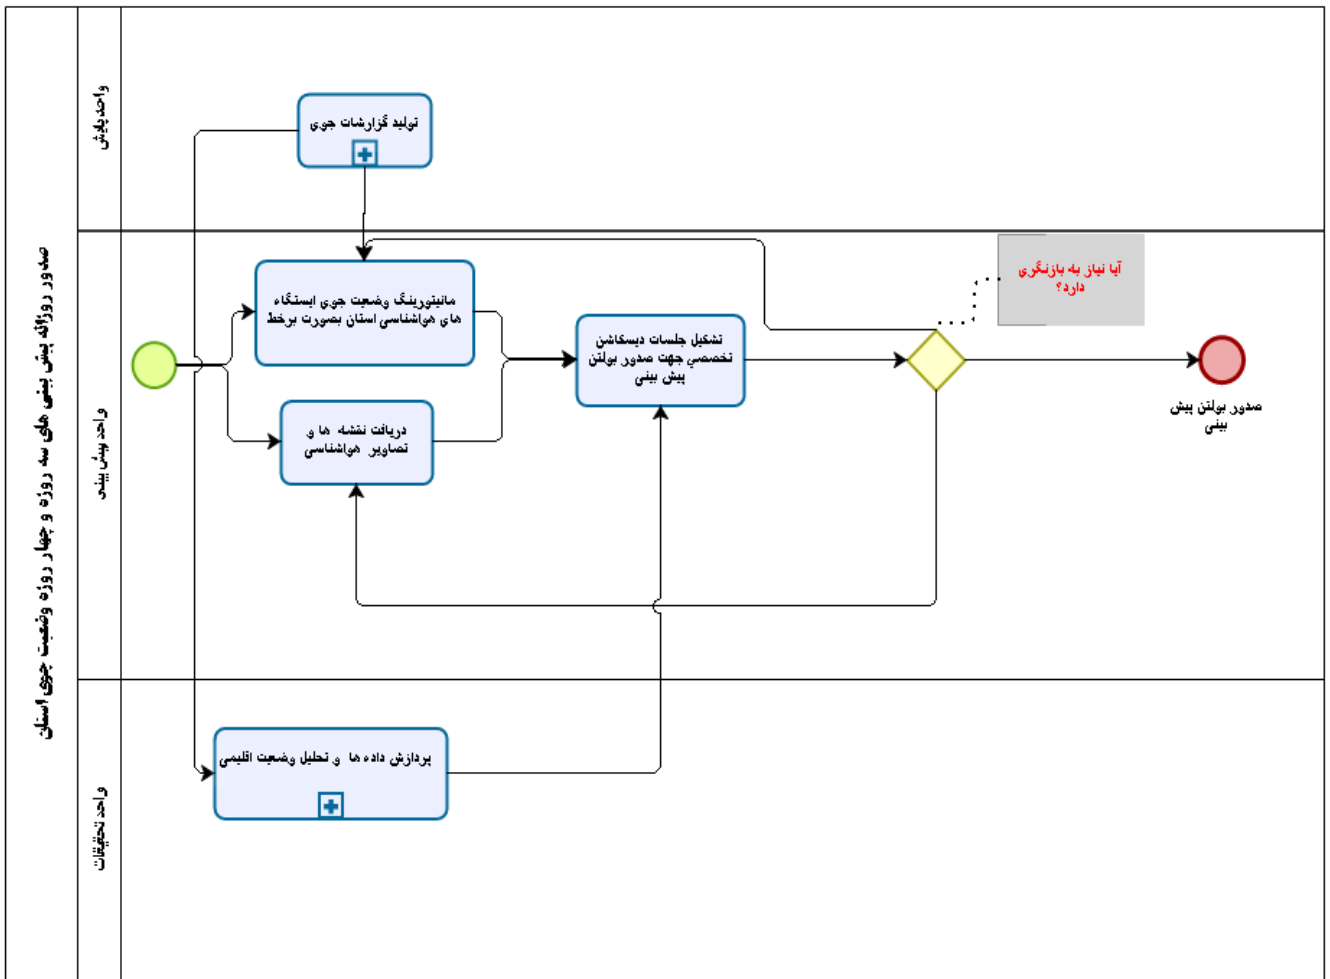 صدور روزانه پیش بینی های سه روزه و چهار روزه وضعیت جوی استان
واحد پایش
تولید گزارشات جوی
واحد پیش بینی
مانیتورینگ وضعیت جوی ایستگاه
های هواشناسی استان بصورت برخط
دریافت نقشه ها و
تصاویر هواشناسی
تشکیل جلسات دیسکاشن
تخصصی جهت صدور بولتن
پیش بینی
آیا نیاز به بازنگری
دارد؟
صدور بولتن پیش
بینی
واحد تحقیقات
پردازش داده ها و تحلیل وضعیت اقلیمی